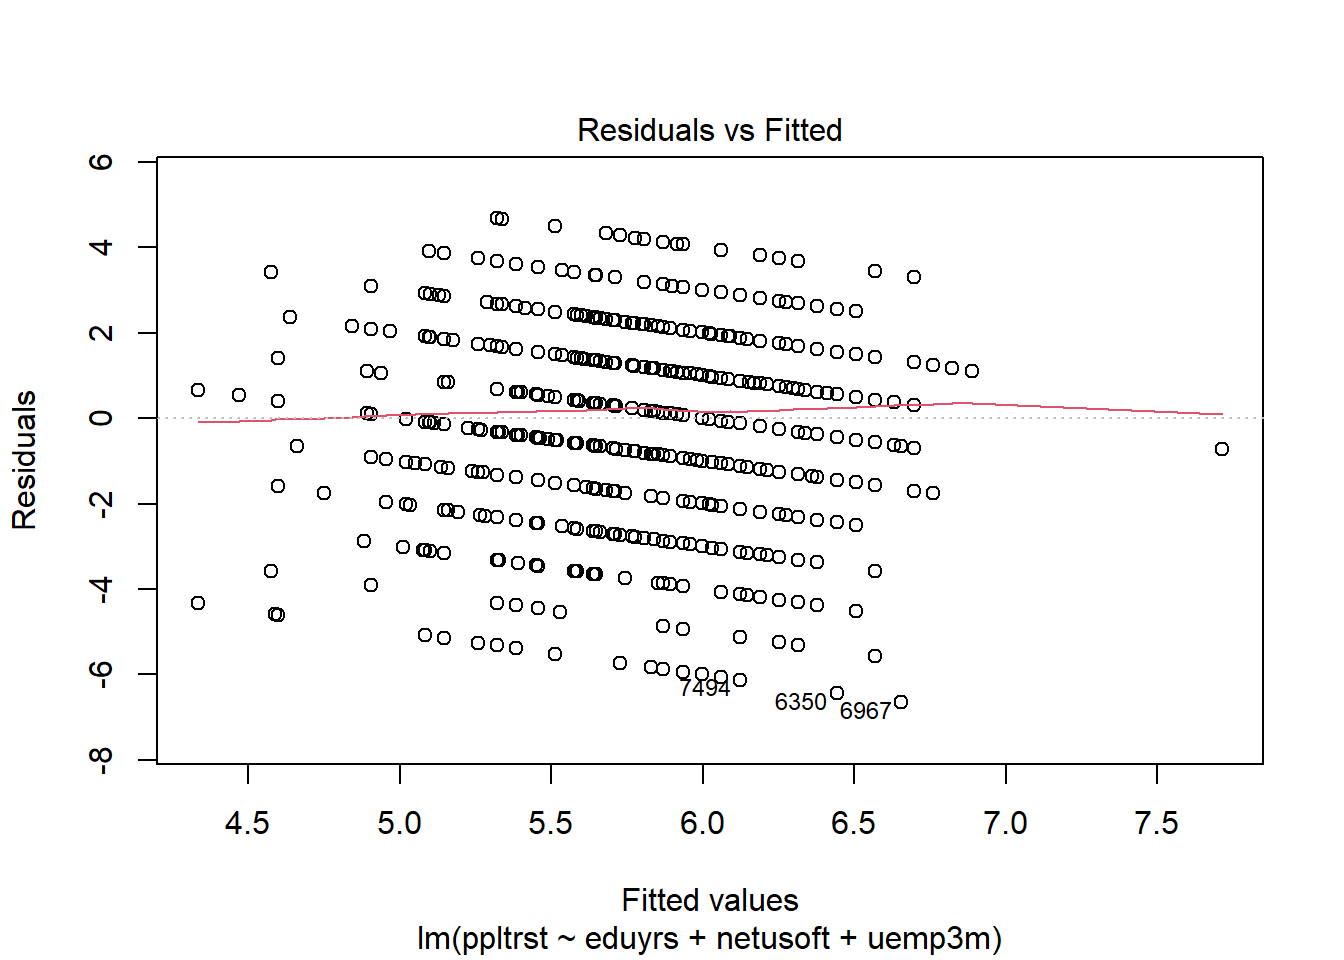 Residuals vs Fitted
Residuals
6
4
2
0
-2
-4
-6
-8
7494
6350
6967
4.5 5.0 5.5 6.0 6.5 7.0 7.5
Fitted values
lm(ppltrst ~ eduyrs + netusoft + uemp3m)